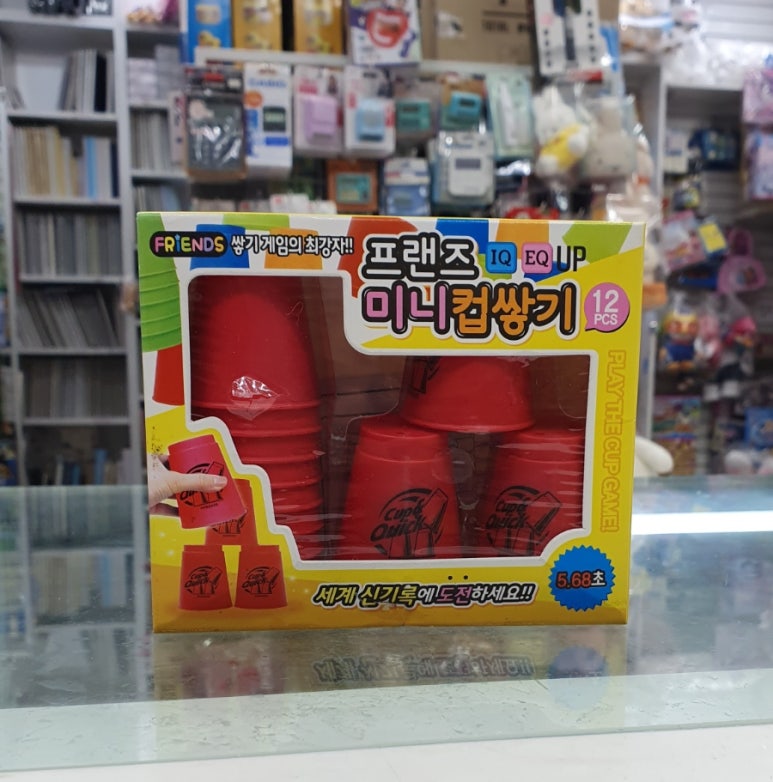 FRIENDS 쌓기 게임의 최강자!!
프랜즈 IQ EQ UP
미니컵쌓기
12 PCS
PLAY THE CUP GAME!
Cup Quick
Cup Quick
세계 신기록에 도전하세요!!
5.68초